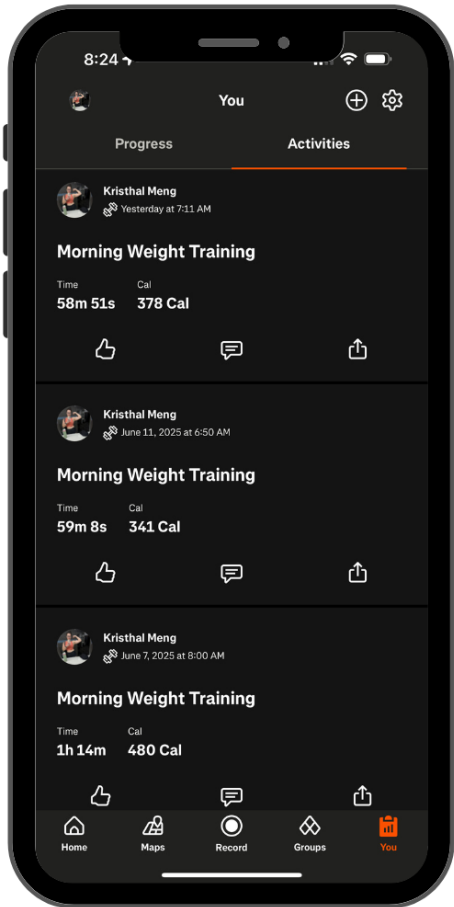 8:24
You
Progress Activities
Kristhal Meng
Yesterday at 7:11 AM
Morning Weight Training
Time Cal
58m 51s 378 Cal
Kristhal Meng
June 11, 2025 at 6:50 AM
Morning Weight Training
Time Cal
59m 8s 341 Cal
Kristhal Meng
June 7, 2025 at 8:00 AM
Morning Weight Training
Time Cal
1h 14m 480 Cal
Home Maps Record Groups You